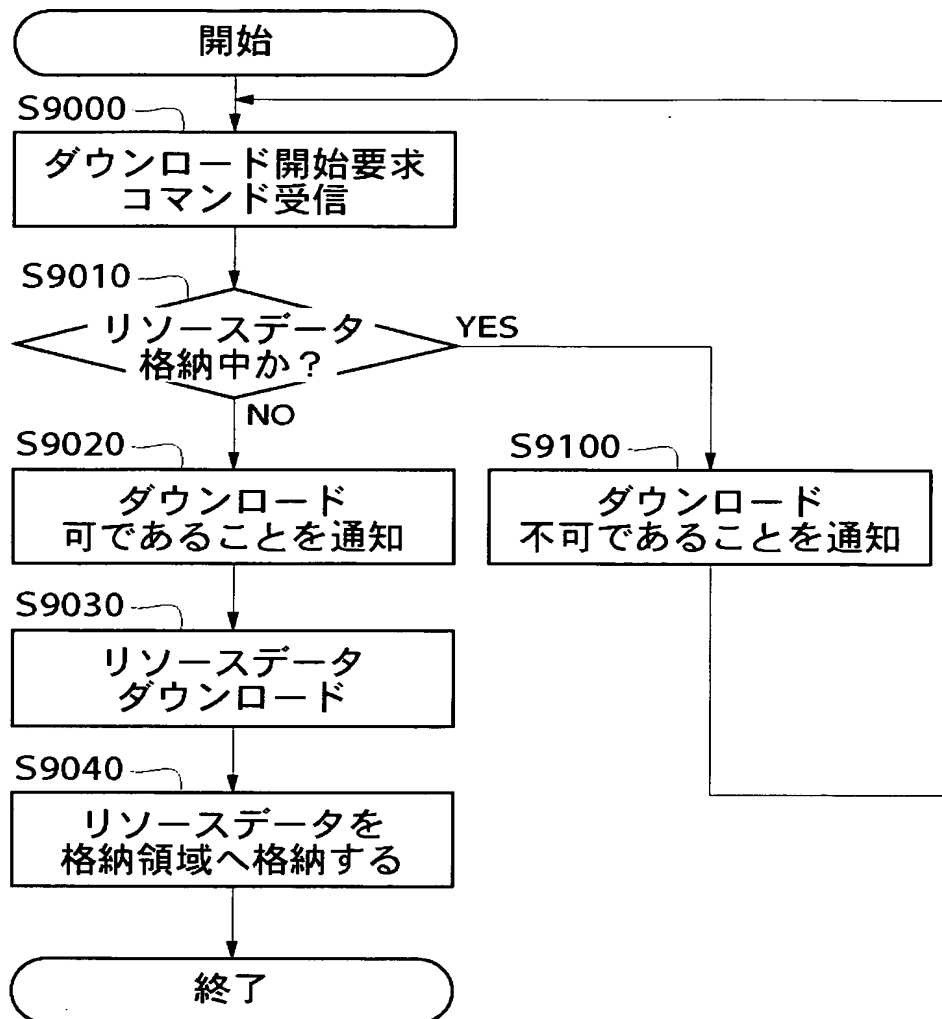 開始
S9000
ダウンロード開始要求
コマンド受信
S9010
リソースデータ
格納中か？
YES
NO
S9020
ダウンロード
可であることを通知
S9100
ダウンロード
不可であることを通知
S9030
リソースデータ
ダウンロード
S9040
リソースデータを
格納領域へ格納する
終了